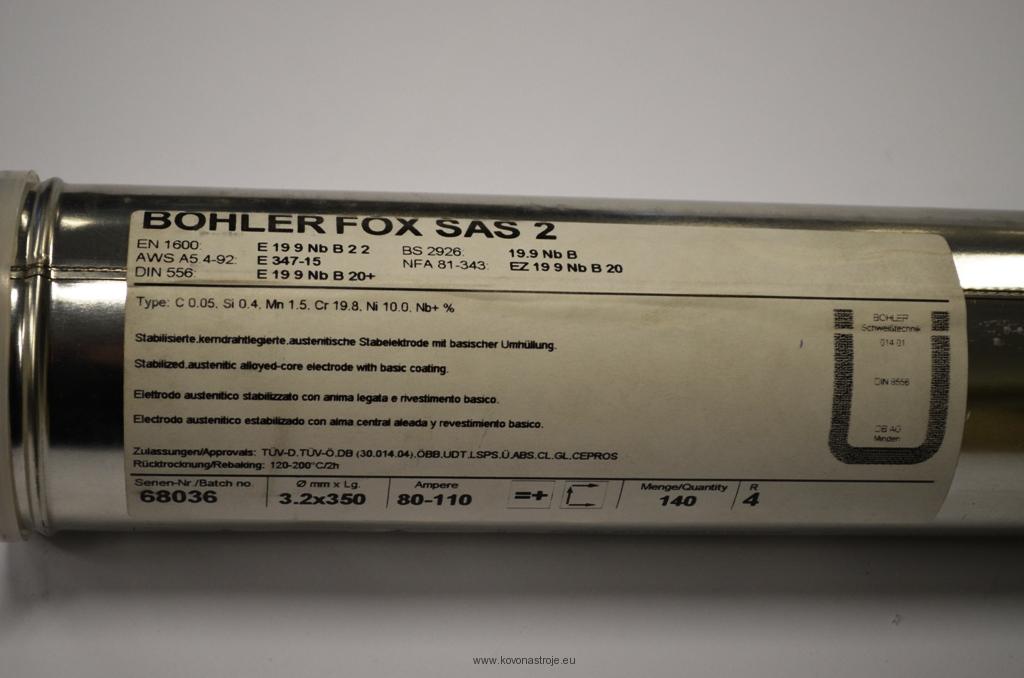 BÖHLER FOX SAS 2
EN 1600: E 19 9 Nb B 2 2 BS 2926: 19.9 Nb B
AWS A5.4-92: E 347-15 NFA 81-343: EZ 19 9 Nb B 20
DIN 556: E 19 9 Nb B 20+
Type: C 0.05, Si 0.4, Mn 1.5, Cr 19.8, Ni 10.0, Nb+ %
Stabilisierte,kerndrahtlegierte,austenitische Stabelektrode mit basischer Umhüllung.
Stabilized,austenitic alloyed-core electrode with basic coating.
Elettrodo austenitico stabilizzato con anima legata e rivestimento basico.
Electrodo austenitico estabilizado con alma central aleada y revestimiento basico.
Zulassungen/Approvals: TÜV-D,TÜV-Ö,DB (30.014.04),ÖBB,UDT,LSPS,Ü,ABS,CL,GL,CEPROS
Rücktrocknung/Rebaking: 120-200°C/2h
Serien-Nr./Batch no. Ø mm x Lg. Ampere Menge/Quantity R
68036 3.2x350 80-110 =+ 140 4
BÖHLER
Schweißtechnik
014 01
DIN 8556
DB AG
Minden
www.kovonastroje.eu